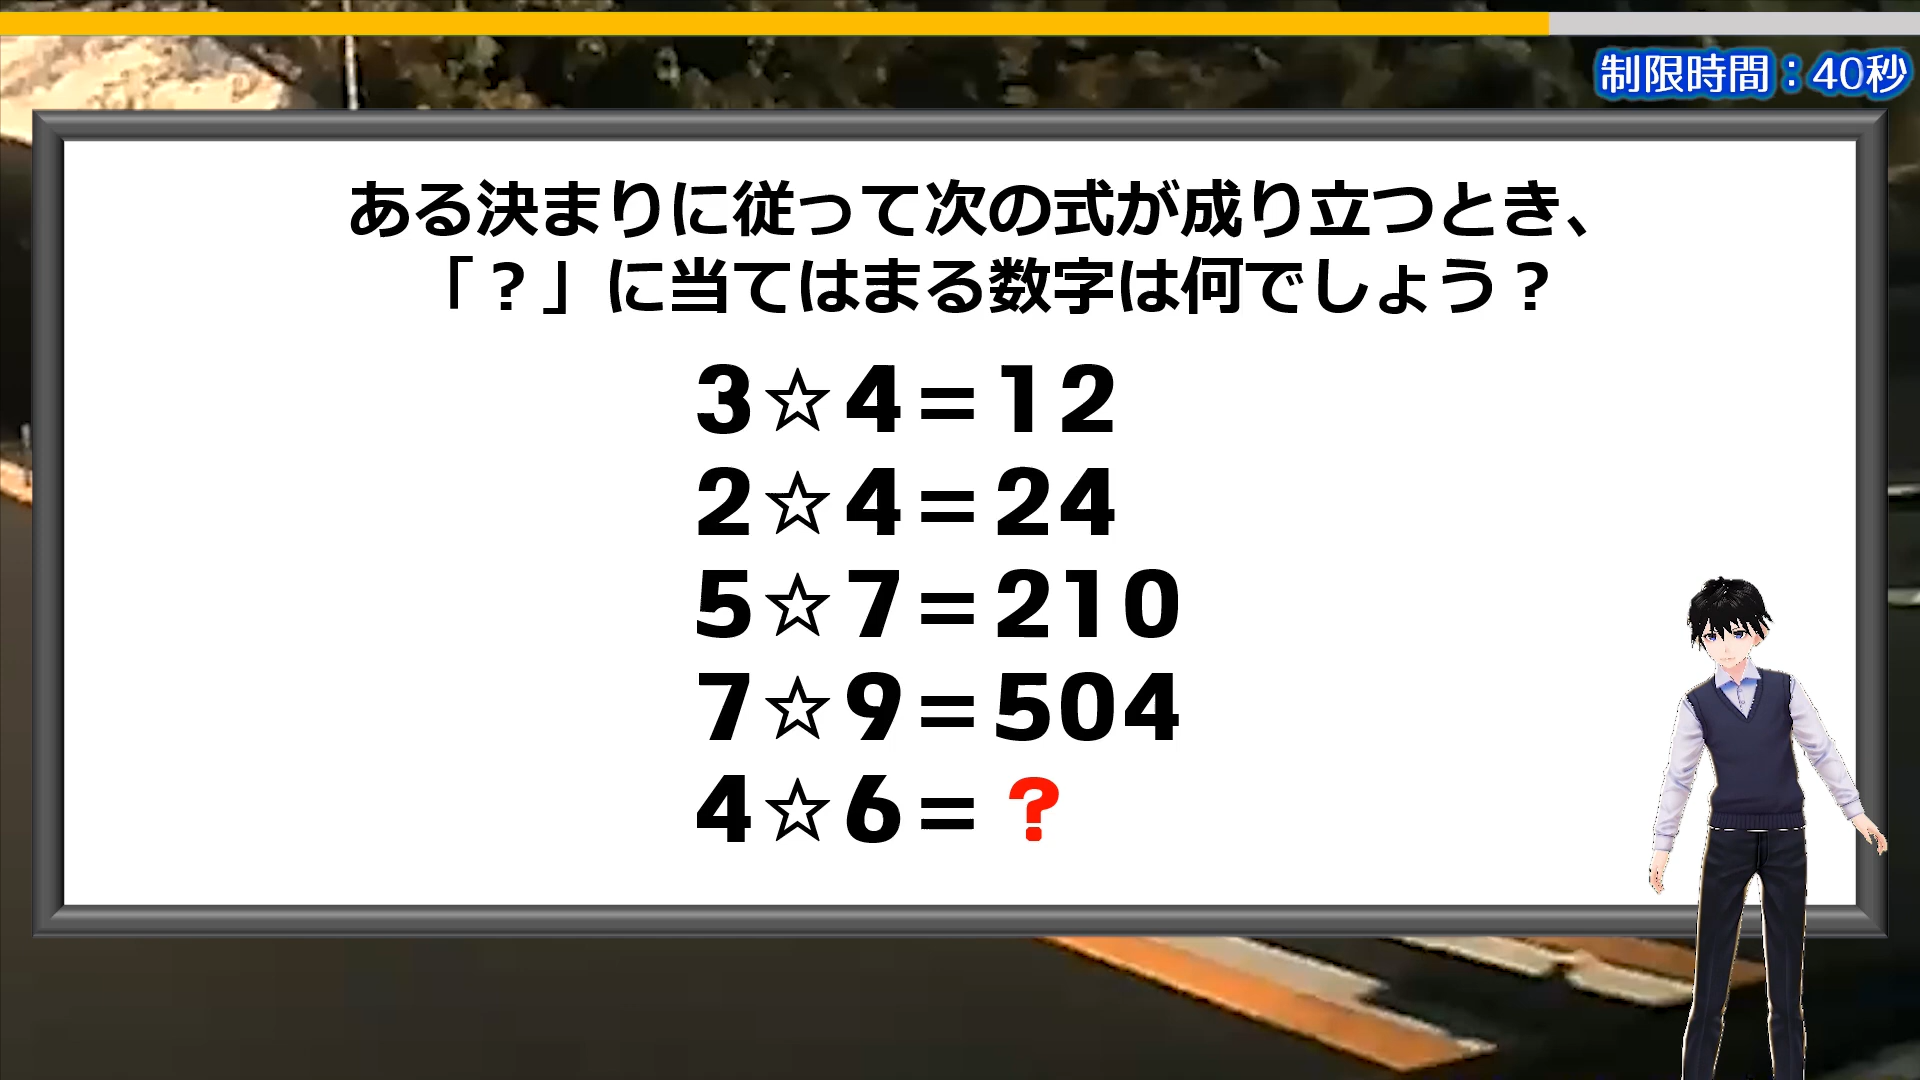 制限時間：40秒
ある決まりに従って次の式が成り立つとき、
「？」に当てはまる数字は何でしょう？
3☆4=12
2☆4=24
5☆7=210
7☆9=504
4☆6=？